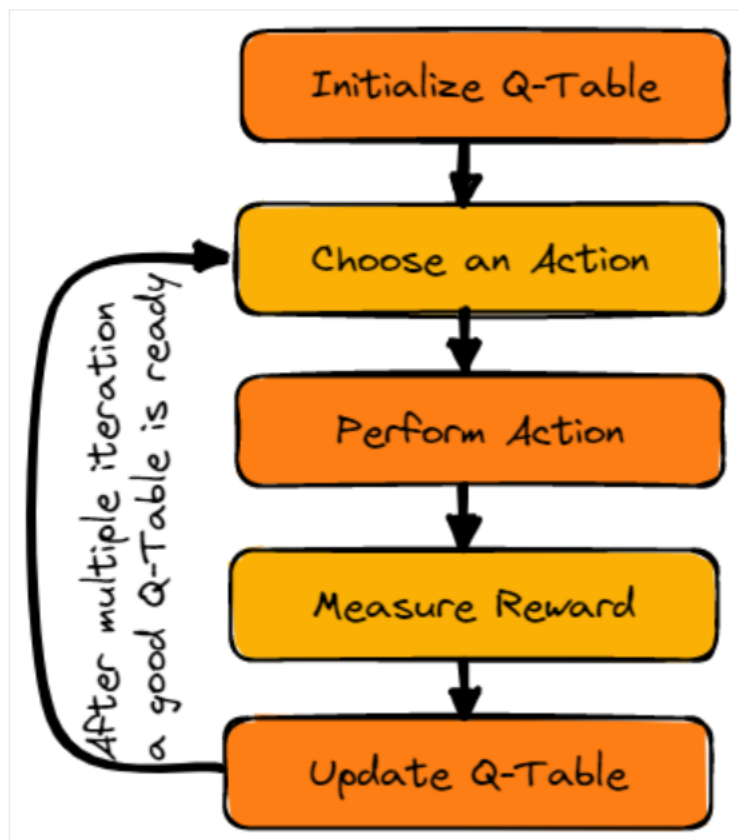 Initialize Q-Table
Choose an Action
Perform Action
Measure Reward
Update Q-Table
After multiple iteration
a good Q-Table is ready